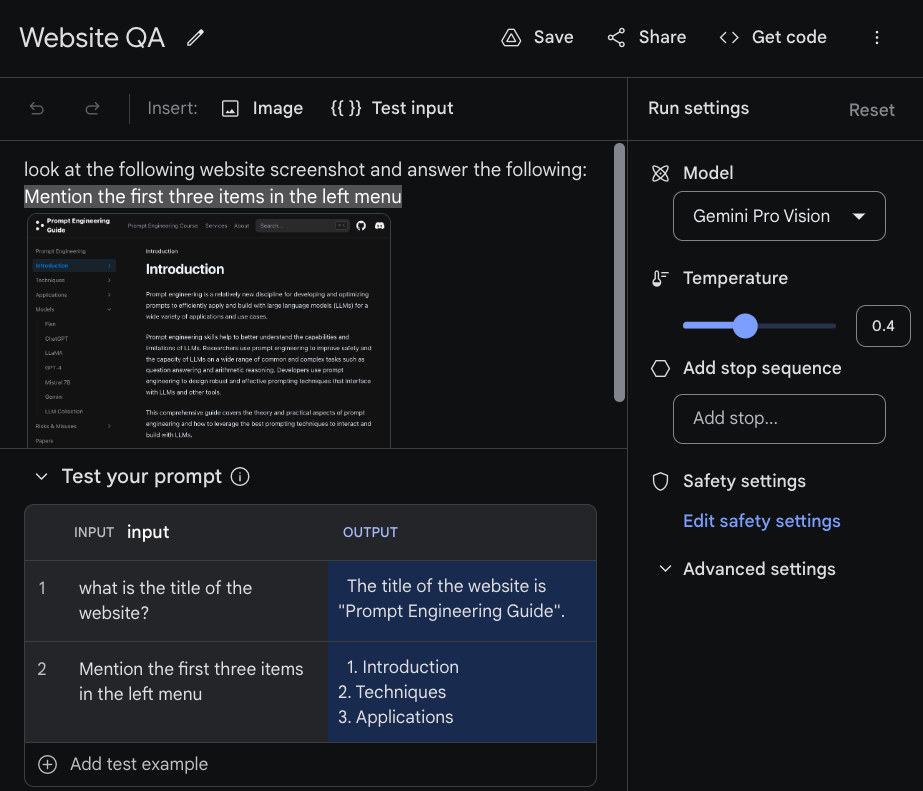 Website QA
Save
Share
Get code
Insert:
Image
{{ }} Test input
Run settings
Reset
look at the following website screenshot and answer the following:
Mention the first three items in the left menu
Prompt Engineering
Guide
Prompt Engineering Course
Services
About
Search...
Prompt Engineering
Introduction
Techniques
Applications
Models
Flan
ChatGPT
LLaMA
GPT-4
Mistral 7B
Gemini
LLM Collection
Risks & Misuses
Papers
Introduction
Introduction
Prompt engineering is a relatively new discipline for developing and optimizing
prompts to efficiently apply and build with large language models (LLMs) for a
wide variety of applications and use cases.
Prompt engineering skills help to better understand the capabilities and
limitations of LLMs. Researchers use prompt engineering to improve safety and
the capacity of LLMs on a wide range of common and complex tasks such as
question answering and arithmetic reasoning. Developers use prompt
engineering to design robust and effective prompting techniques that interface
with LLMs and other tools.
This comprehensive guide covers the theory and practical aspects of prompt
engineering and how to leverage the best prompting techniques to interact and
build with LLMs.
Model
Gemini Pro Vision
Temperature
0.4
Add stop sequence
Add stop...
Safety settings
Edit safety settings
Advanced settings
Test your prompt
INPUT input
OUTPUT
1
what is the title of the
website?
The title of the website is
"Prompt Engineering Guide".
2
Mention the first three items
in the left menu
1. Introduction
2. Techniques
3. Applications
Add test example